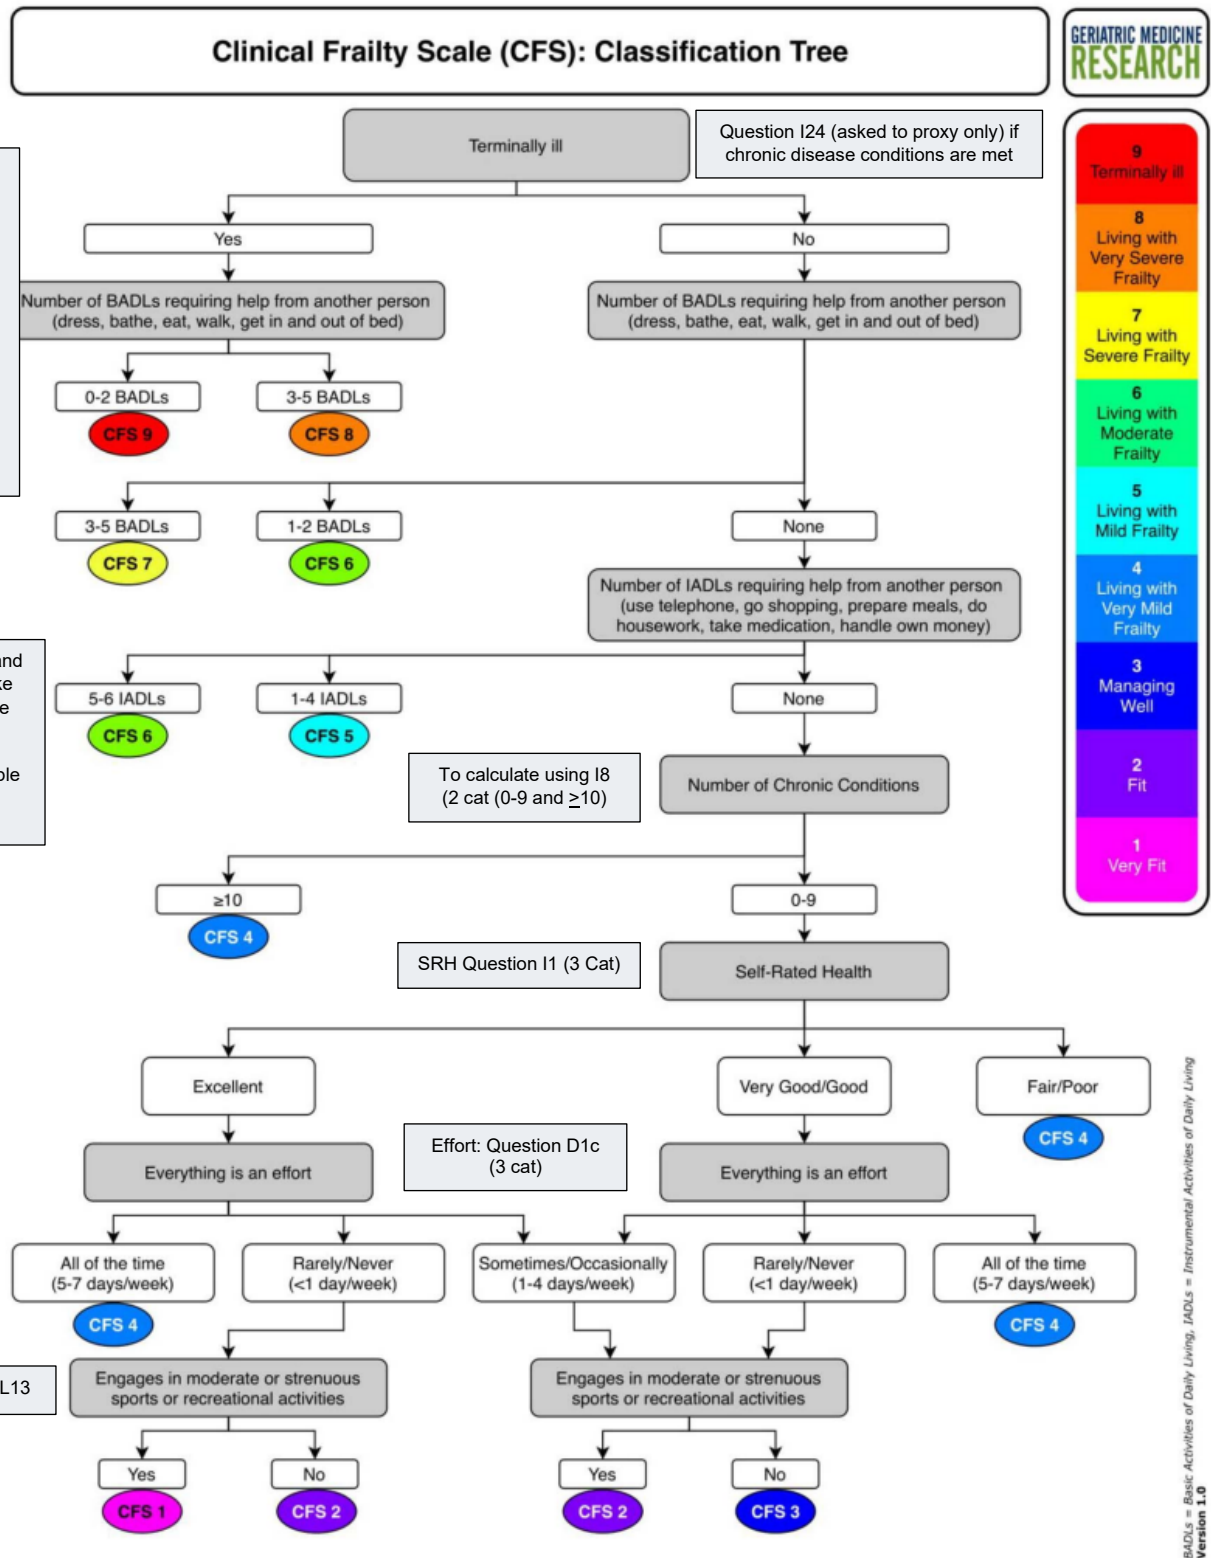 Clinical Frailty Scale (CFS): Classification Tree
GERIATRIC MEDICINE
RESEARCH
Terminally ill
Question I24 (asked to proxy only) if
chronic disease conditions are met
Yes
No
Number of BADLs requiring help from another person
(dress, bathe, eat, walk, get in and out of bed)
Number of BADLs requiring help from another person
(dress, bathe, eat, walk, get in and out of bed)
0-2 BADLs
3-5 BADLs
CFS 9
CFS 8
3-5 BADLs
1-2 BADLs
None
CFS 7
CFS 6
Number of IADLs requiring help from another person
(use telephone, go shopping, prepare meals, do
housework, take medication, handle own money)
and
ke
e
ole
5-6 IADLs
1-4 IADLs
None
CFS 6
CFS 5
To calculate using I8
(2 cat (0-9 and ≥10)
Number of Chronic Conditions
≥10
0-9
CFS 4
SRH Question I1 (3 Cat)
Self-Rated Health
Excellent
Very Good/Good
Fair/Poor
CFS 4
Effort: Question D1c
(3 cat)
Everything is an effort
Everything is an effort
All of the time
(5-7 days/week)
Rarely/Never
(<1 day/week)
Sometimes/Occasionally
(1-4 days/week)
Rarely/Never
(<1 day/week)
All of the time
(5-7 days/week)
CFS 4
CFS 4
L13
Engages in moderate or strenuous
sports or recreational activities
Engages in moderate or strenuous
sports or recreational activities
Yes
No
Yes
No
CFS 1
CFS 2
CFS 2
CFS 3
9
Terminally ill
8
Living with
Very Severe
Frailty
7
Living with
Severe Frailty
6
Living with
Moderate
Frailty
5
Living with
Mild Frailty
4
Living with
Very Mild
Frailty
3
Managing
Well
2
Fit
1
Very Fit
BADLs = Basic Activities of Daily Living, IADLs = Instrumental Activities of Daily Living
Version 1.0